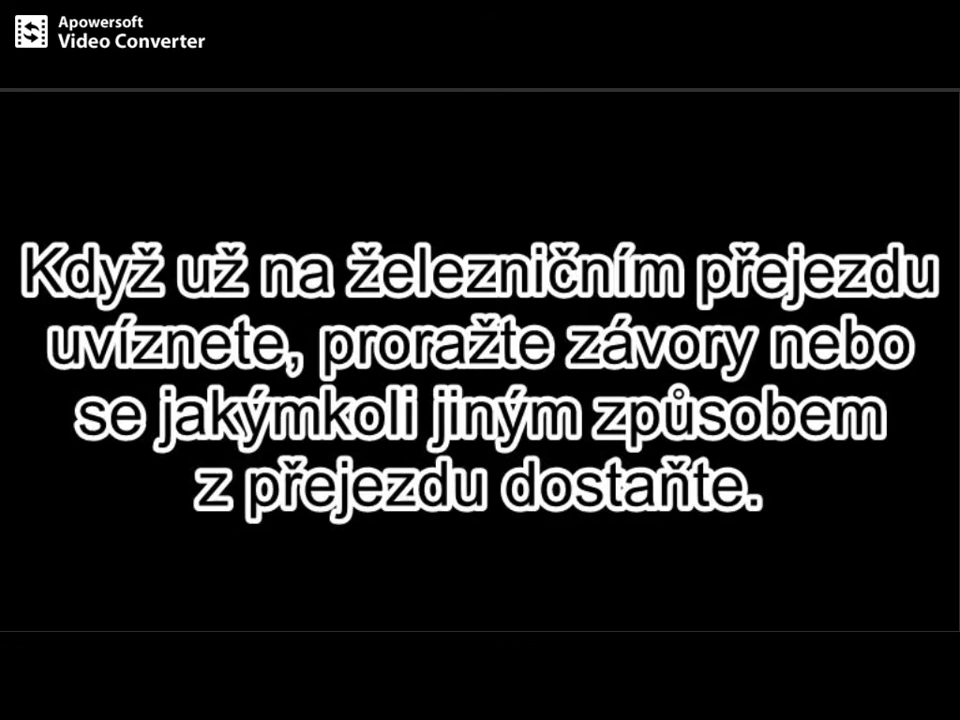 Apowersoft
Video Converter
Když už na železničním přejezdu
uvíznete, proražte závory nebo
se jakýmkoli jiným způsobem
z přejezdu dostaňte.